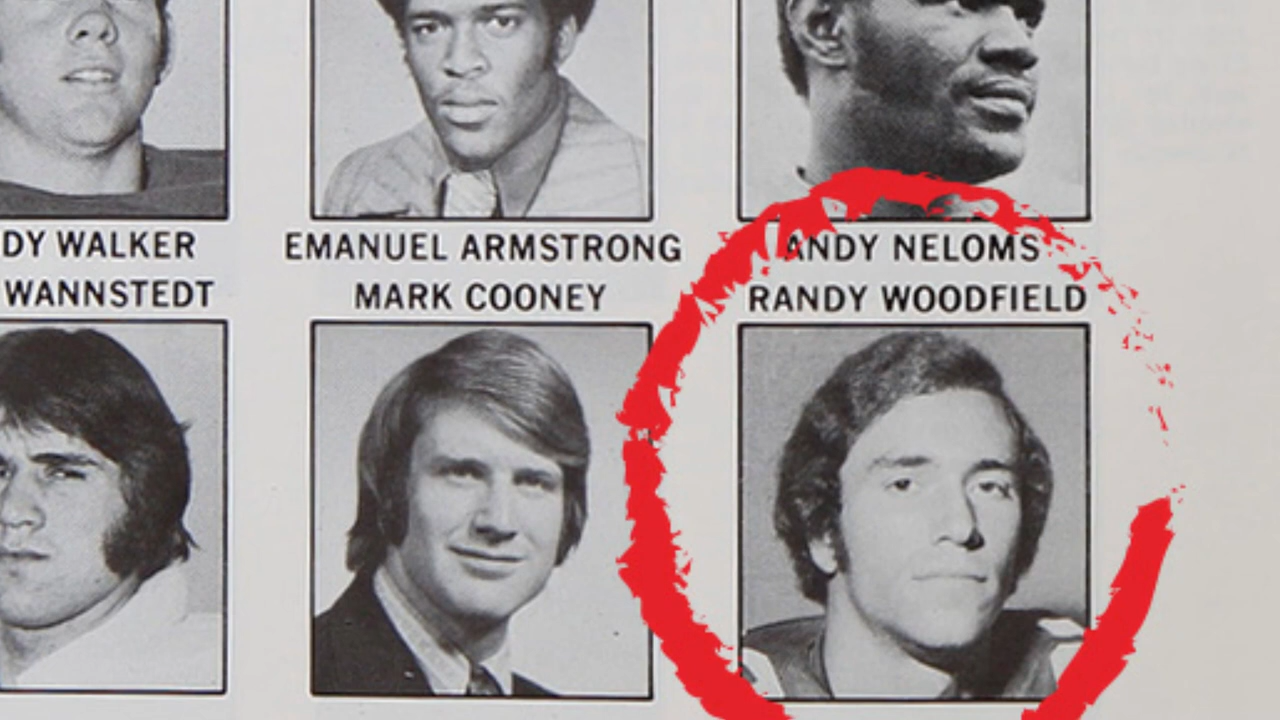 DY WALKER
EMANUEL ARMSTRONG
ANDY NELOMS
WANNSTEDT
MARK COONEY
RANDY WOODFIELD